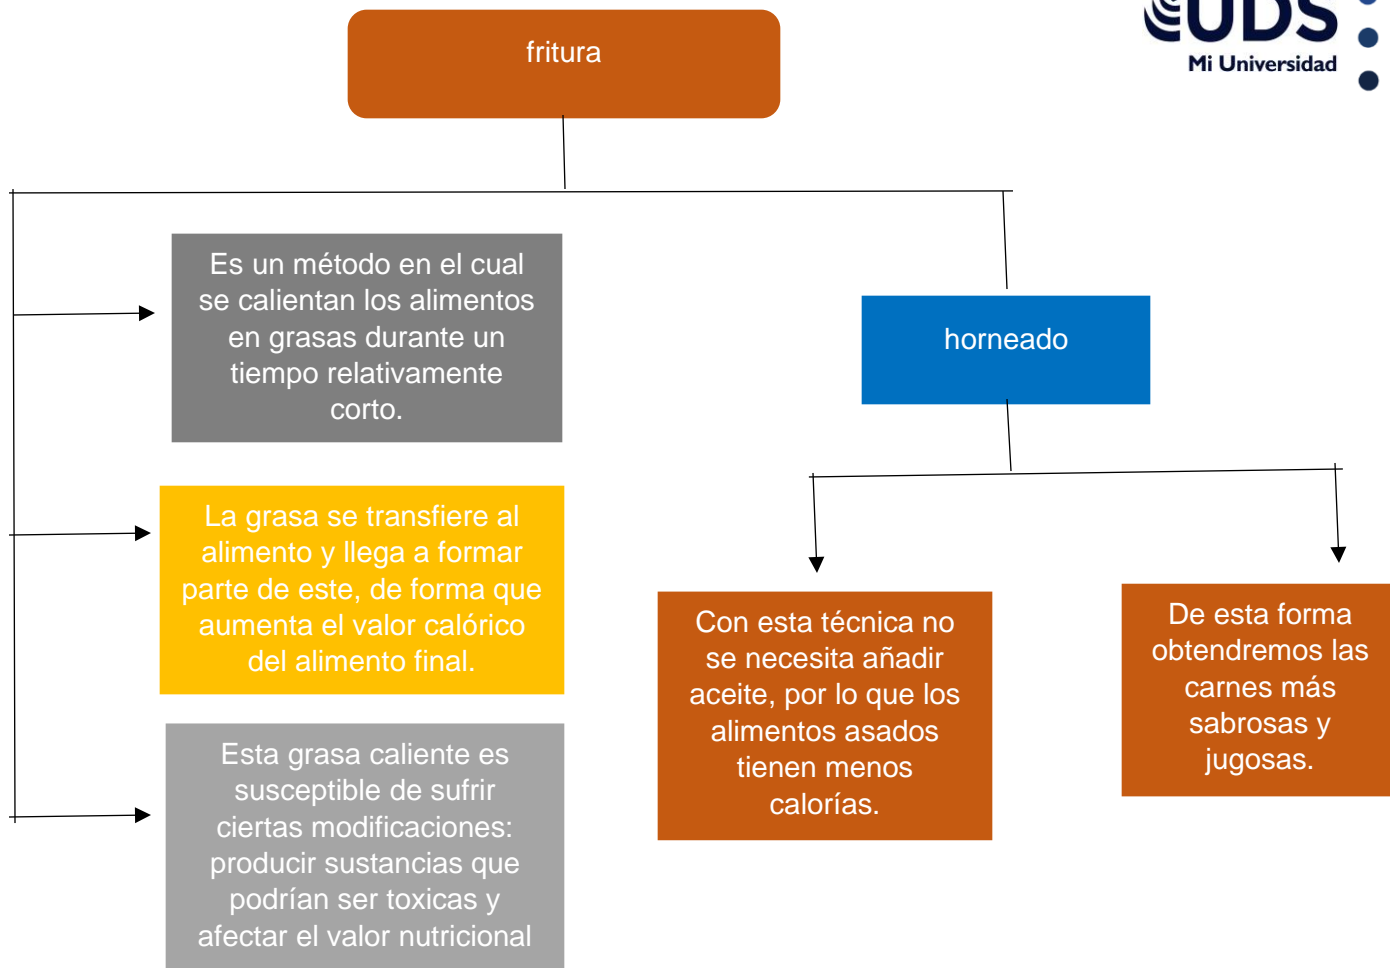 UDS
Mi Universidad
fritura
Es un método en el cual
se calientan los alimentos
en grasas durante un
tiempo relativamente
corto.
La grasa se transfiere al
alimento y llega a formar
parte de este, de forma que
aumenta el valor calórico
del alimento final.
Esta grasa caliente es
susceptible de sufrir
ciertas modificaciones:
producir sustancias que
podrían ser toxicas y
afectar el valor nutricional
horneado
Con esta técnica no
se necesita añadir
aceite, por lo que los
alimentos asados
tienen menos
calorías.
De esta forma
obtendremos las
carnes más
sabrosas y
jugosas.